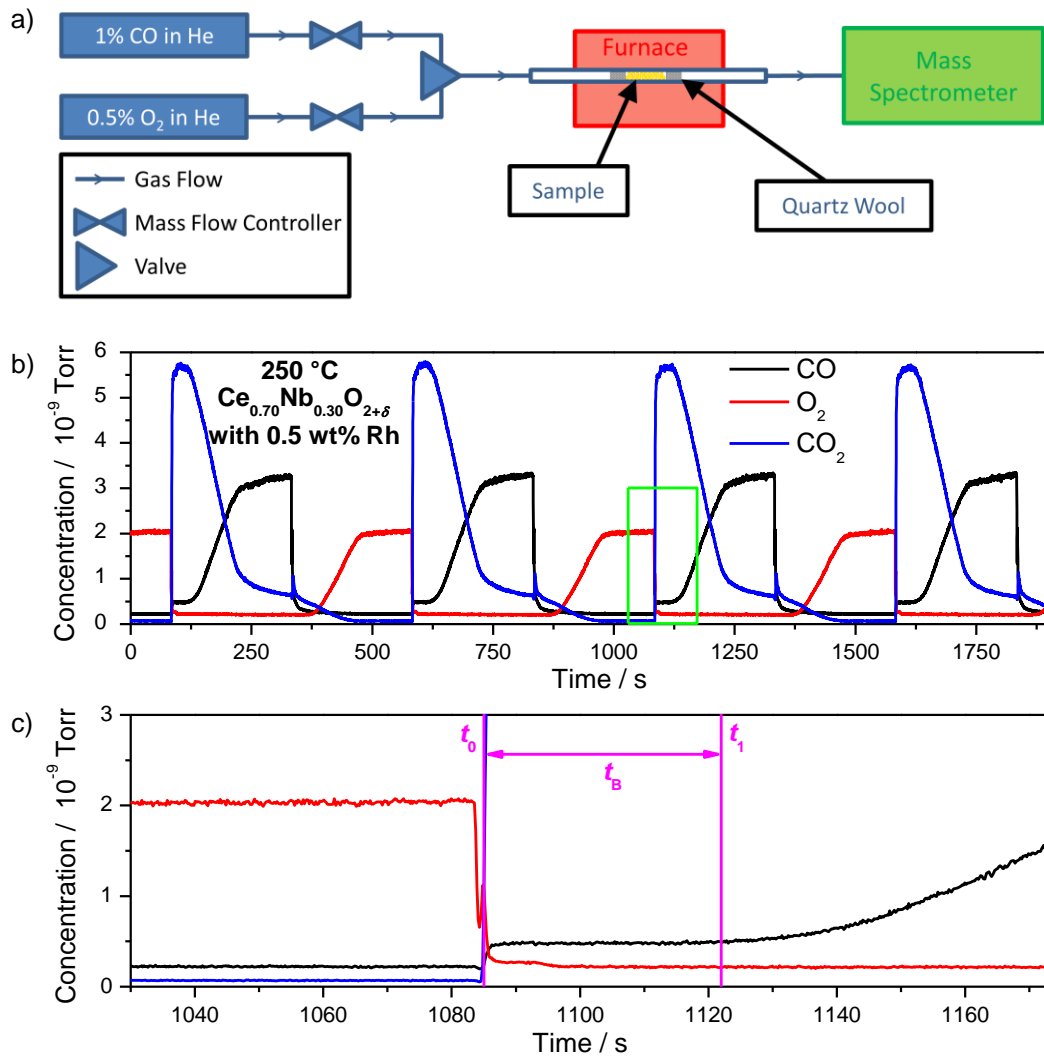 a)
1% CO in He
0.5% O₂ in He
Furnace
Mass
Spectrometer
Sample
Quartz Wool
Gas Flow
Mass Flow Controller
Valve
b)
Concentration / 10⁻⁹ Torr
6
5
4
3
2
1
0
250 °C
Ce₀.₇₀Nb₀.₃₀O₂₊δ
with 0.5 wt% Rh
CO
O₂
CO₂
0 250 500 750 1000 1250 1500 1750
Time / s
c)
Concentration / 10⁻⁹ Torr
3
2
1
0
t₀
t_B
t₁
1040 1060 1080 1100 1120 1140 1160
Time / s